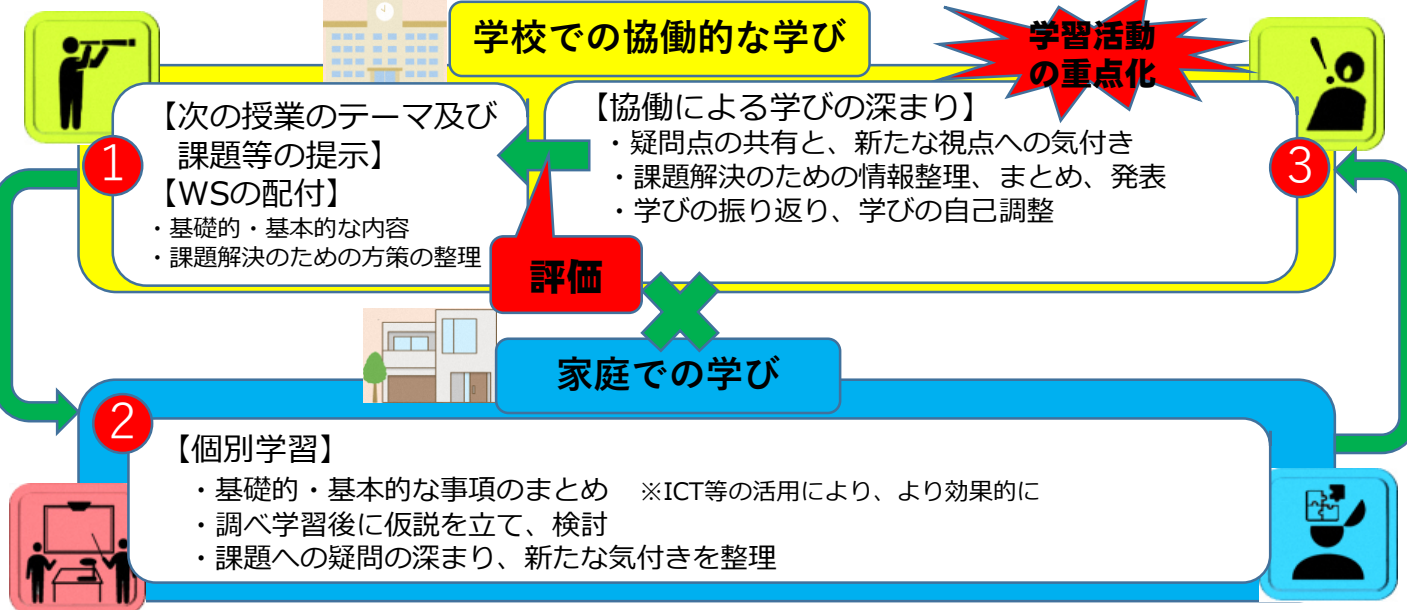 学校での協働的な学び
学習活動
の重点化
1
【次の授業のテーマ及び
課題等の提示】
【WSの配付】
・基礎的・基本的な内容
・課題解決のための方策の整理
【協働による学びの深まり】
・疑問点の共有と、新たな視点への気付き
・課題解決のための情報整理、まとめ、発表
・学びの振り返り、学びの自己調整
3
評価
家庭での学び
2
【個別学習】
・基礎的・基本的な事項のまとめ ※ICT等の活用により、より効果的に
・調べ学習後に仮説を立て、検討
・課題への疑問の深まり、新たな気付きを整理